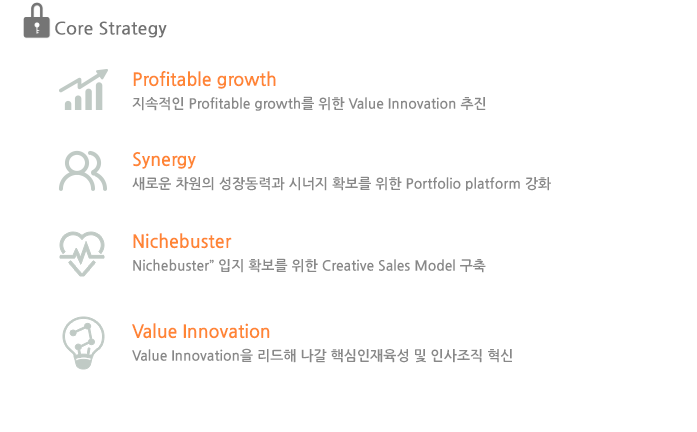 Core Strategy
Profitable growth
지속적인 Profitable growth를 위한 Value Innovation 추진
Synergy
새로운 차원의 성장동력과 시너지 확보를 위한 Portfolio platform 강화
Nichebuster
Nichebuster” 입지 확보를 위한 Creative Sales Model 구축
Value Innovation
Value Innovation을 리드해 나갈 핵심인재육성 및 인사조직 혁신